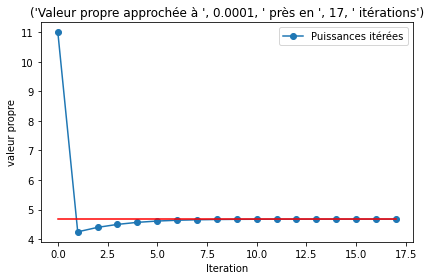 ('Valeur propre approchée à ', 0.0001, ' près en ', 17, ' itérations')
Puissances itérées
11
10
9
8
7
6
5
4
valeur propre
0.0 2.5 5.0 7.5 10.0 12.5 15.0 17.5
Iteration